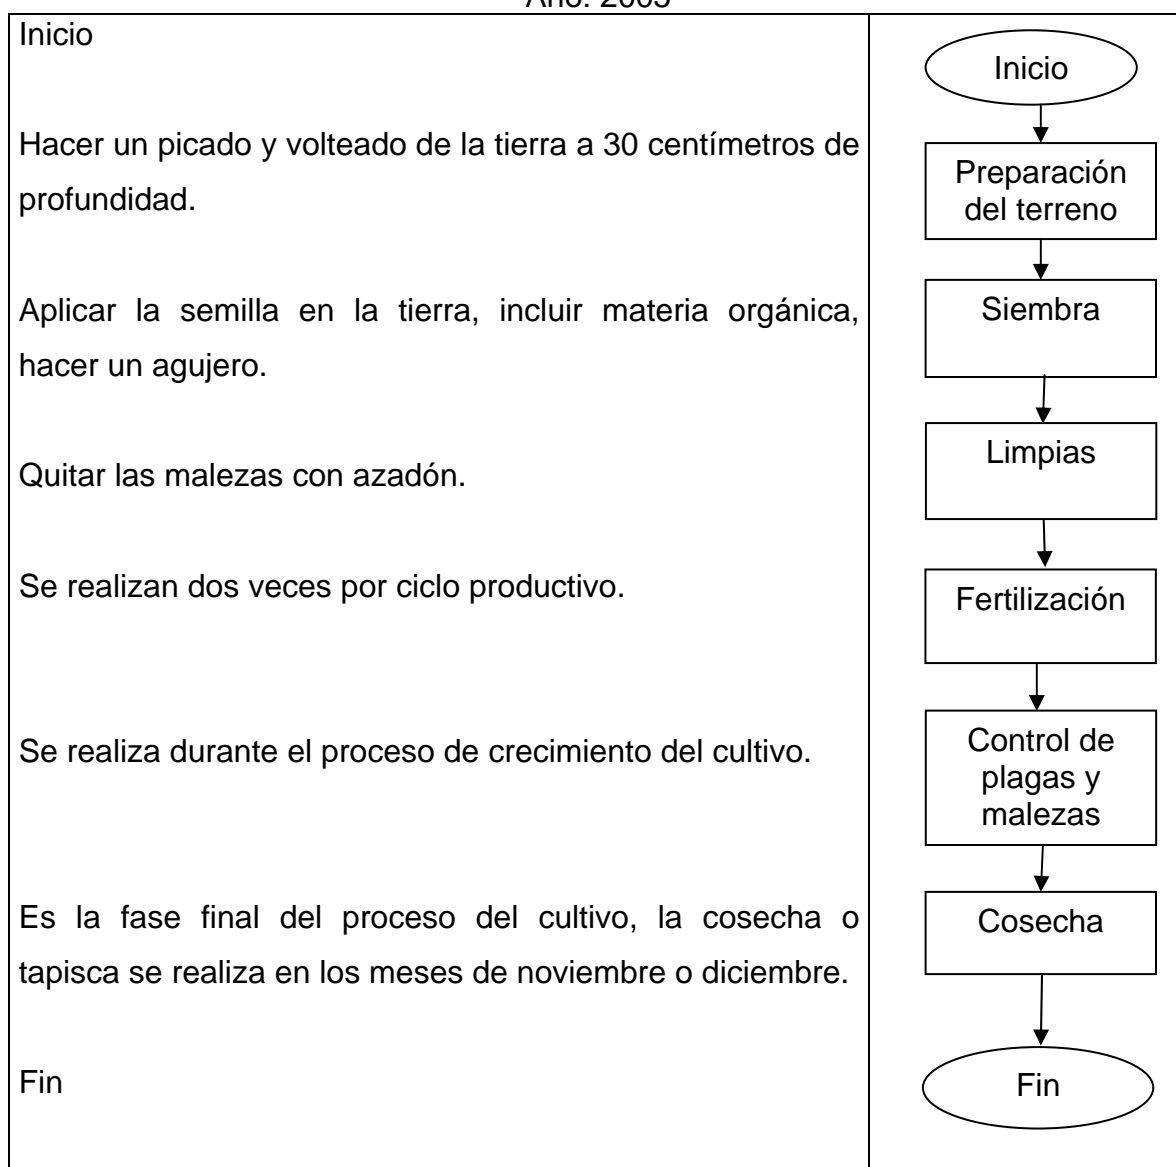 Inicio
Hacer un picado y volteado de la tierra a 30 centímetros de
profundidad.
Aplicar la semilla en la tierra, incluir materia orgánica,
hacer un agujero.
Quitar las malezas con azadón.
Se realizan dos veces por ciclo productivo.
Se realiza durante el proceso de crecimiento del cultivo.
Es la fase final del proceso del cultivo, la cosecha o
tapisca se realiza en los meses de noviembre o diciembre.
Fin
Inicio
Preparación
del terreno
Siembra
Limpias
Fertilización
Control de
plagas y
malezas
Cosecha
Fin